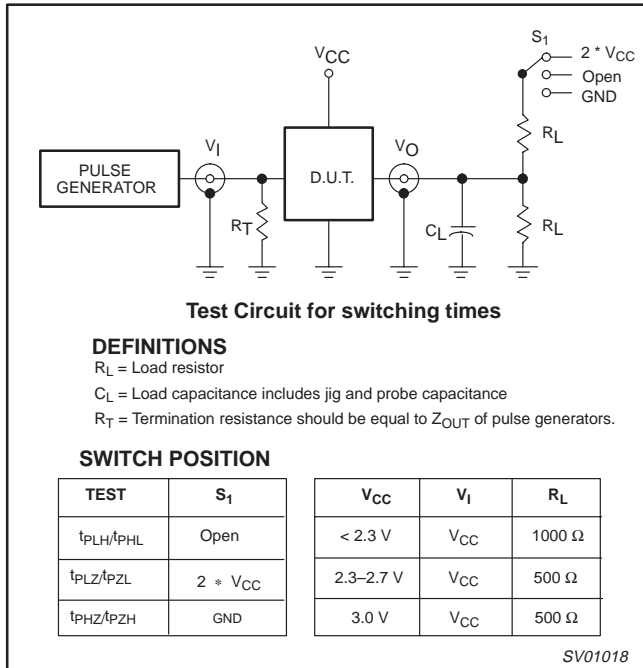 S1
2 * VCC
Open
GND
VCC
RL
VI
VO
PULSE
GENERATOR
D.U.T.
RT
CL
RL
Test Circuit for switching times
DEFINITIONS
RL = Load resistor
CL = Load capacitance includes jig and probe capacitance
RT = Termination resistance should be equal to ZOUT of pulse generators.
SWITCH POSITION
TEST S1
tPLH/tPHL Open
tPLZ/tPZL 2 * VCC
tPHZ/tPZH GND
VCC VI RL
< 2.3 V VCC 1000 Ω
2.3–2.7 V VCC 500 Ω
3.0 V VCC 500 Ω
SV01018